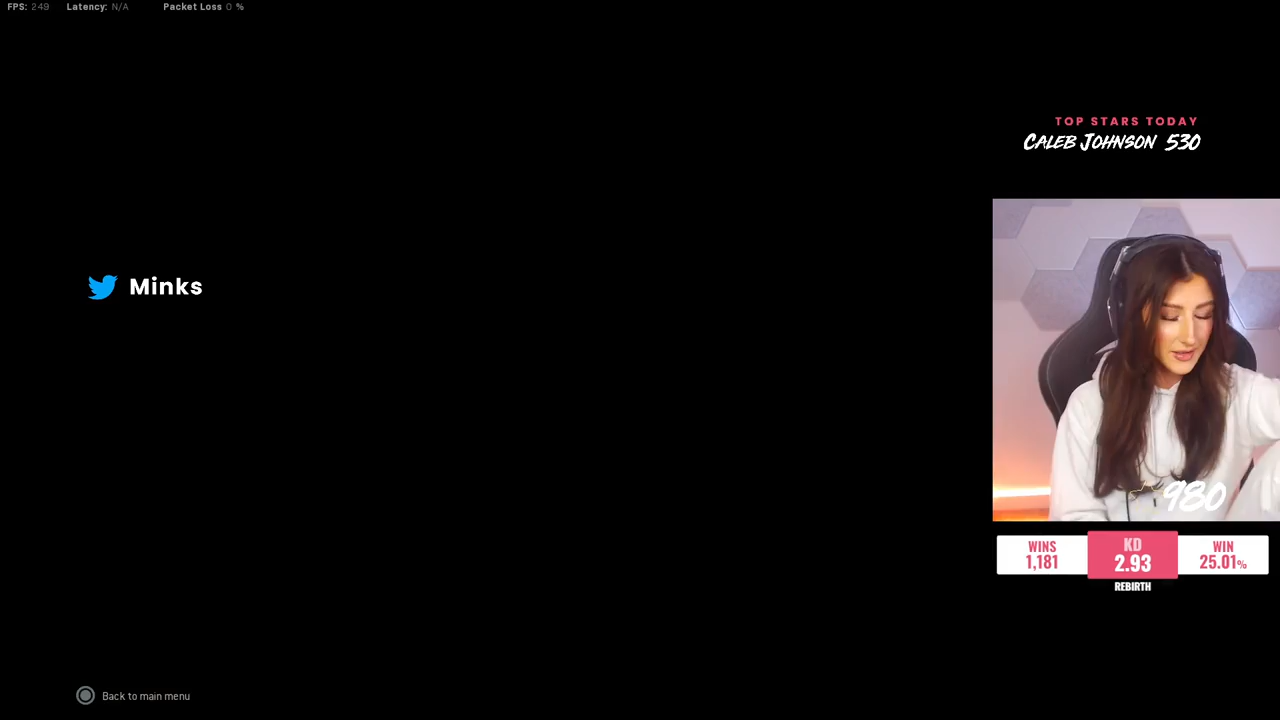 FPS: 249 Latency: N/A Packet Loss 0 %
TOP STARS TODAY
CALEB JOHNSON 530
Minks
980
WINS
1,181
KD
2.93
WIN
25.01%
REBIRTH
Back to main menu